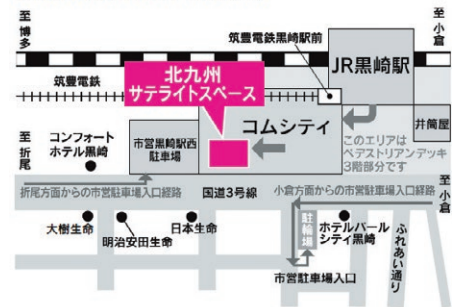 至博多
至小倉
筑豊電鉄黒崎駅前
JR黒崎駅
筑豊電鉄
北九州
サテライトスペース
井筒屋
コムシティ
このエリアは
ペデストリアンデッキ
3階部分です
至折尾
コンフォート
ホテル黒崎
市営黒崎駅西
駐車場
至小倉
折尾方面からの市営駐車場入口経路
国道3号線
小倉方面からの市営駐車場入口経路
大樹生命
明治安田生命
日本生命
駐輪場
ホテルパール
シティ黒崎
ふれあい通り
市営駐車場入口